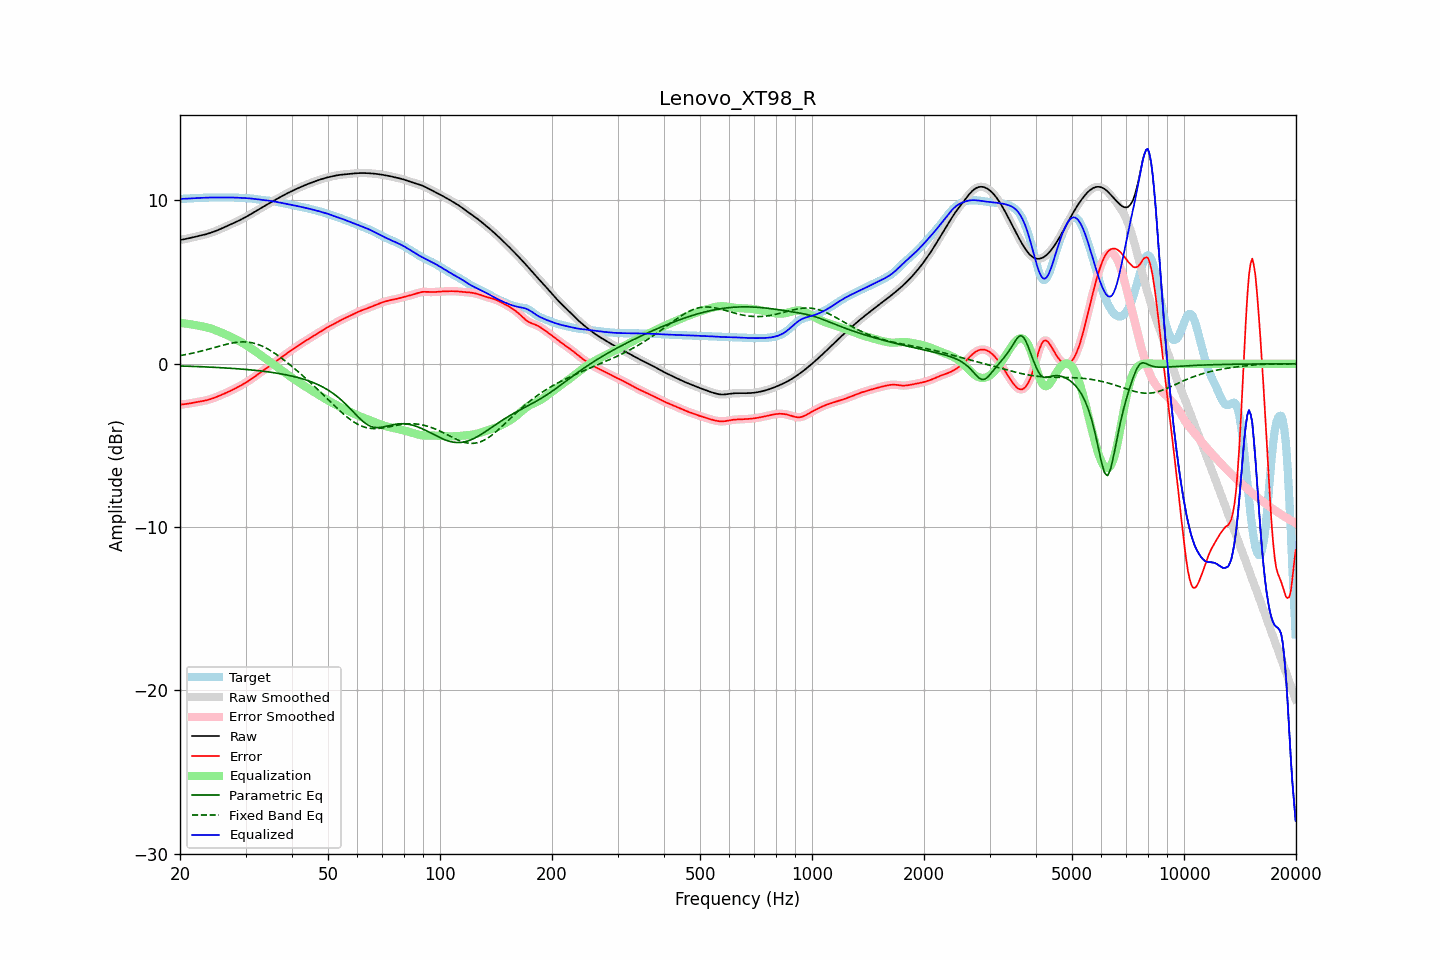 Lenovo_XT98_R
Amplitude (dBr)
10
0
−10
−20
−30
Target
Raw Smoothed
Error Smoothed
Raw
Error
Equalization
Parametric Eq
Fixed Band Eq
Equalized
20 50 100 200 500 1000 2000 5000 10000 20000
Frequency (Hz)